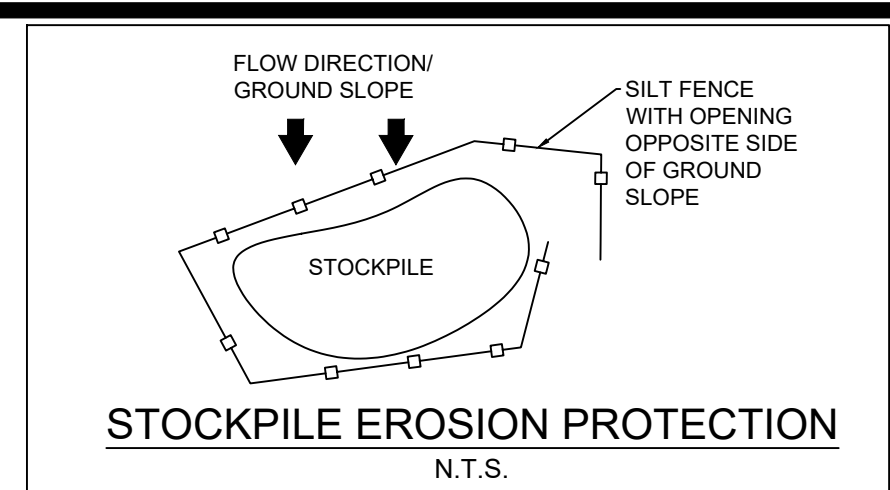 FLOW DIRECTION/
GROUND SLOPE
SILT FENCE
WITH OPENING
OPPOSITE SIDE
OF GROUND
SLOPE
STOCKPILE
STOCKPILE EROSION PROTECTION
N.T.S.